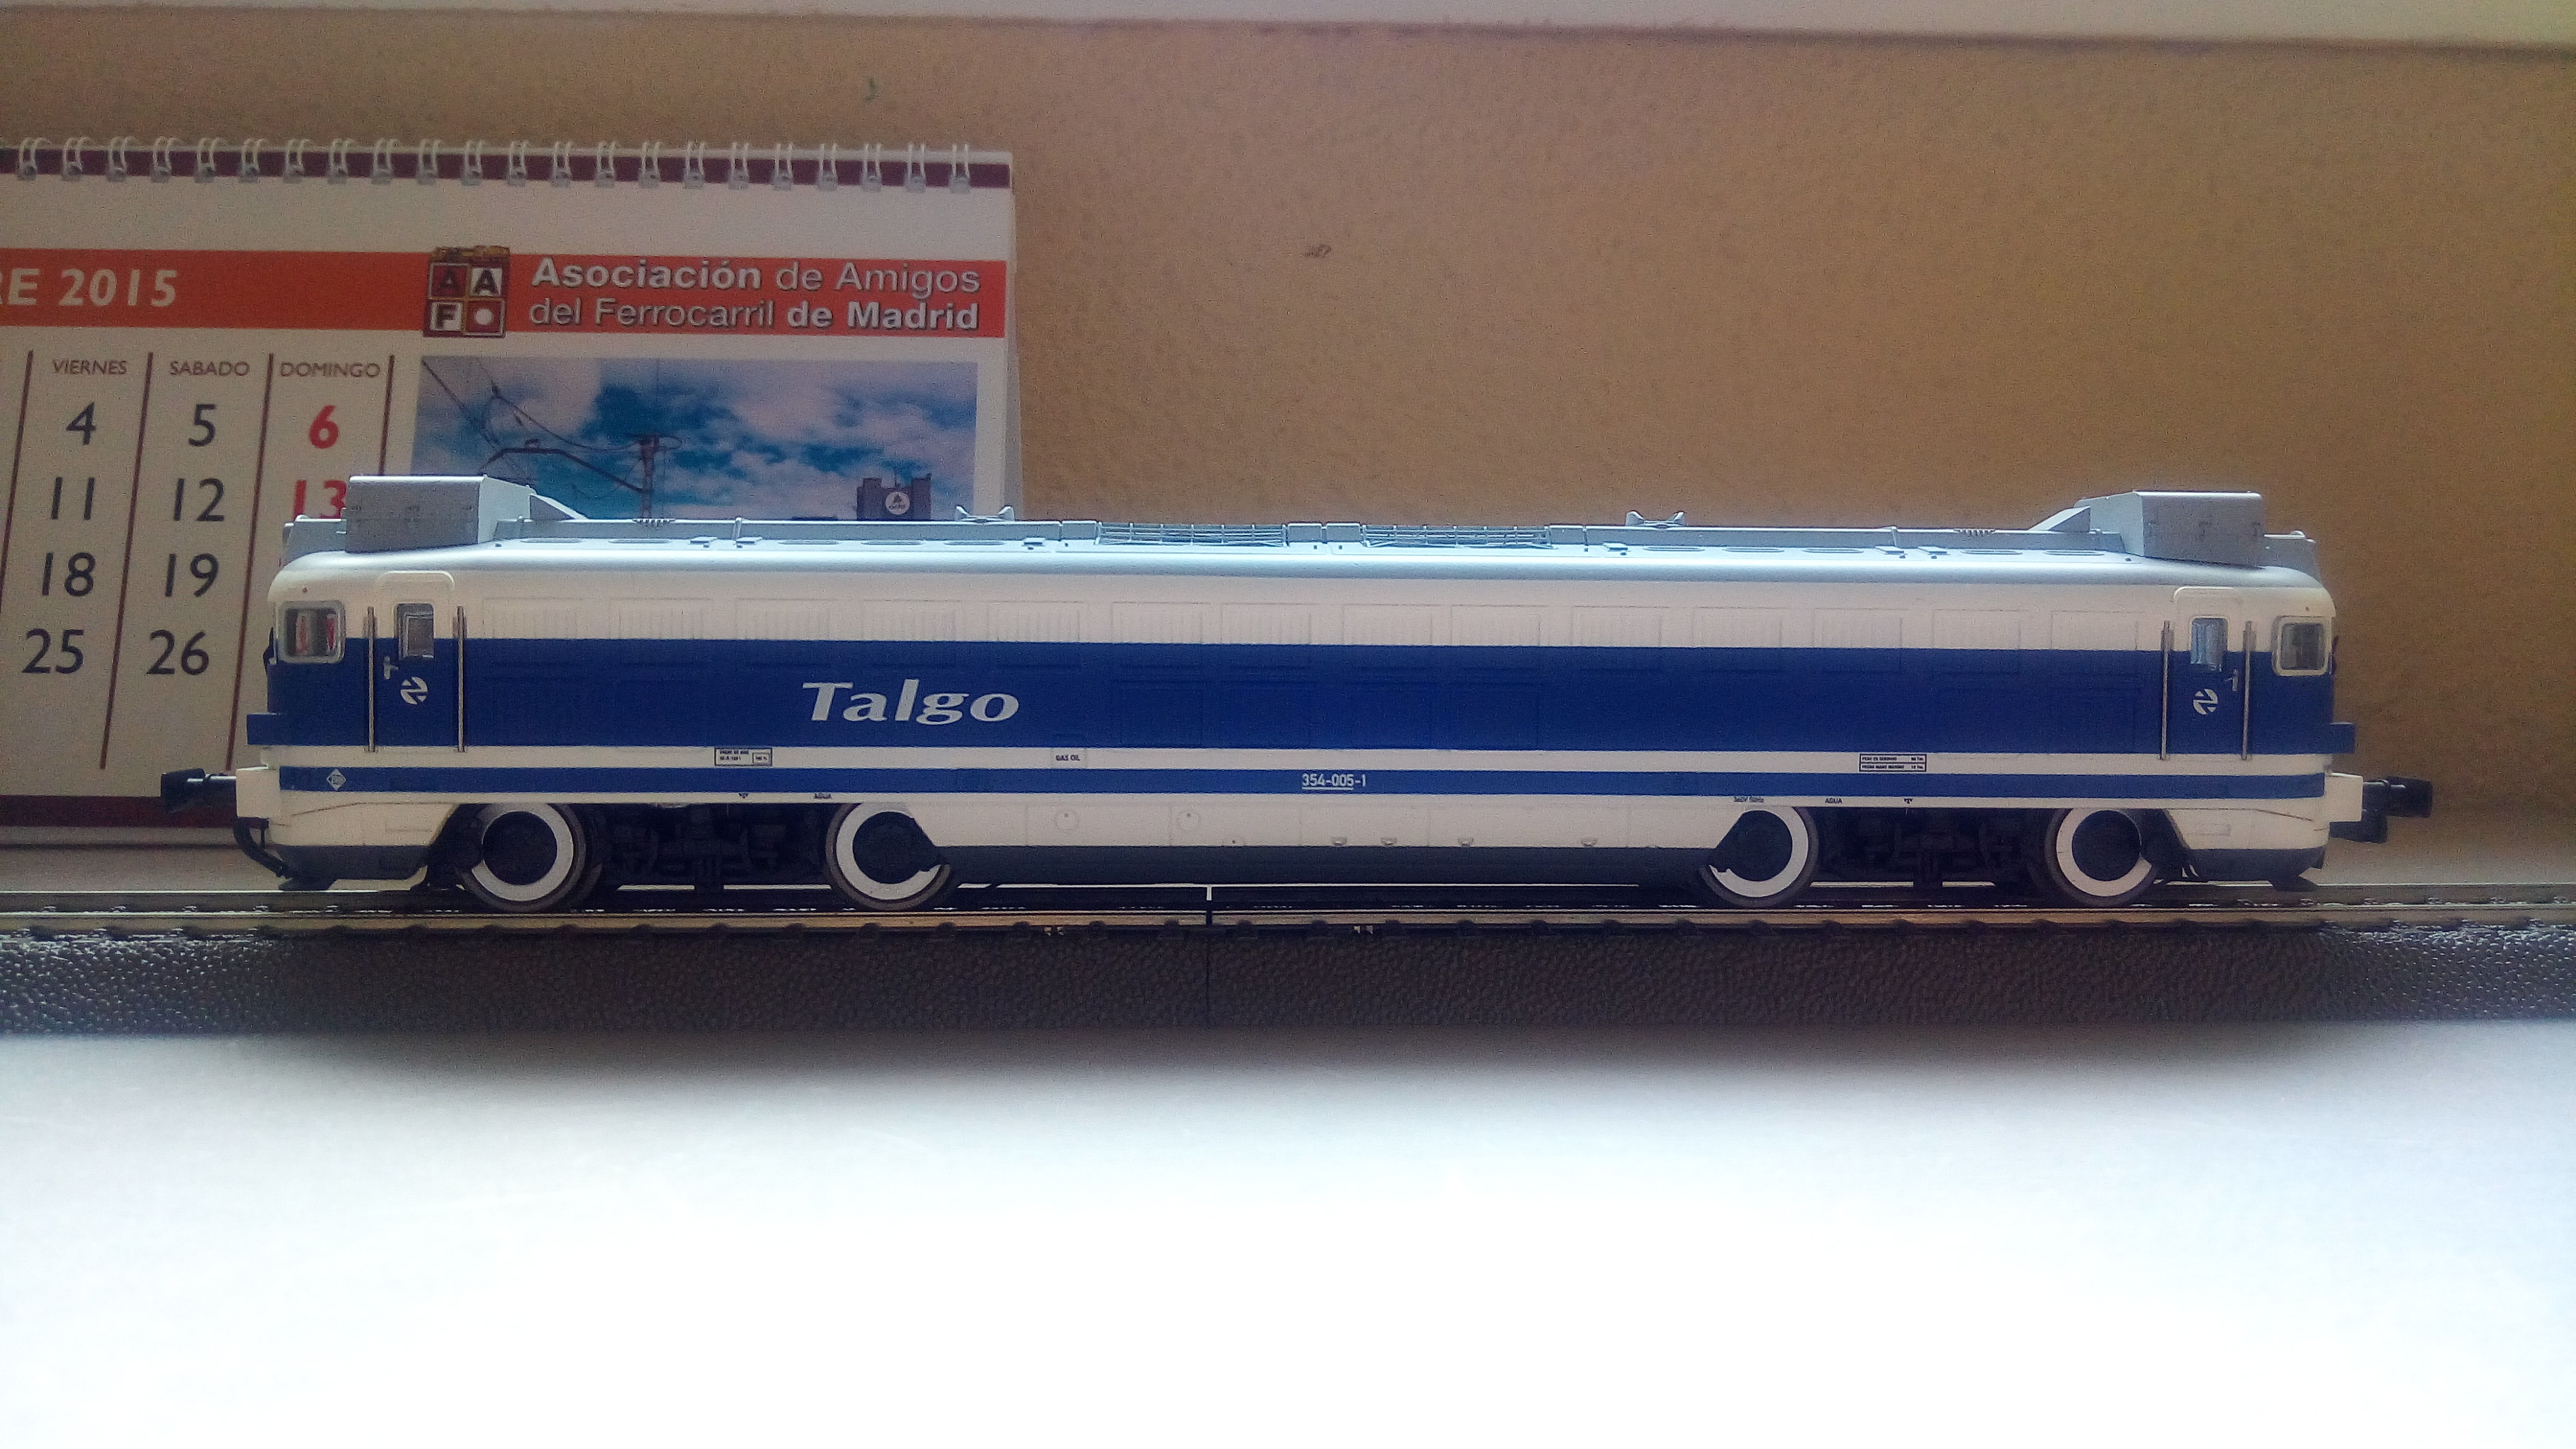 RE 2015
A A
F
Asociación de Amigos
del Ferrocarril de Madrid
VIERNES SABADO DOMINGO
4 5 6
11 12 13
18 19
25 26
Talgo
GAS OIL
354-005-1
AGUA AGUA